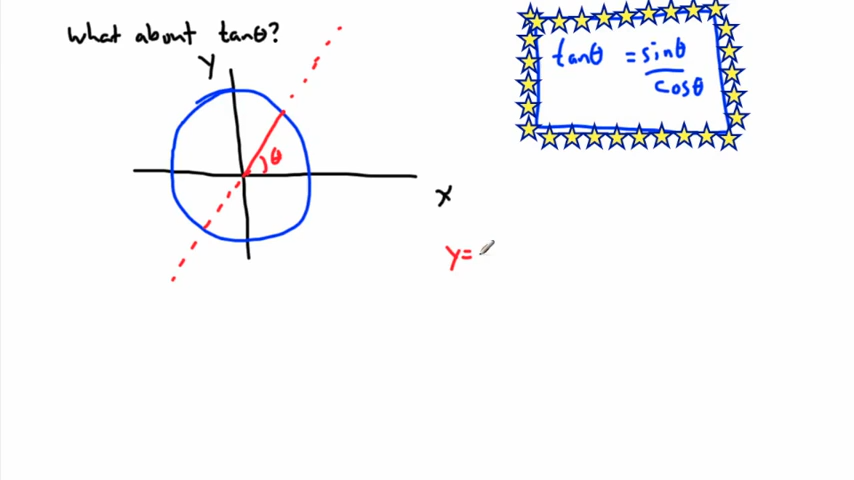 What about tanθ?
y
θ
x
tanθ = sinθ
cosθ
y=